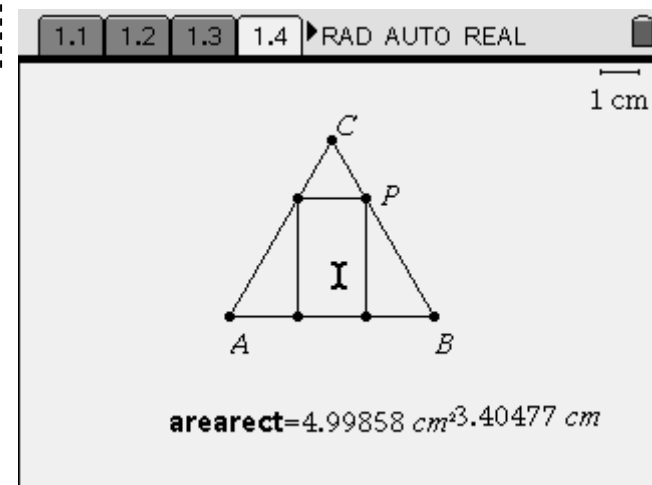 1.1 1.2 1.3 1.4 RAD AUTO REAL
1 cm
C
P
A B
arearect=4.99858 cm²3.40477 cm